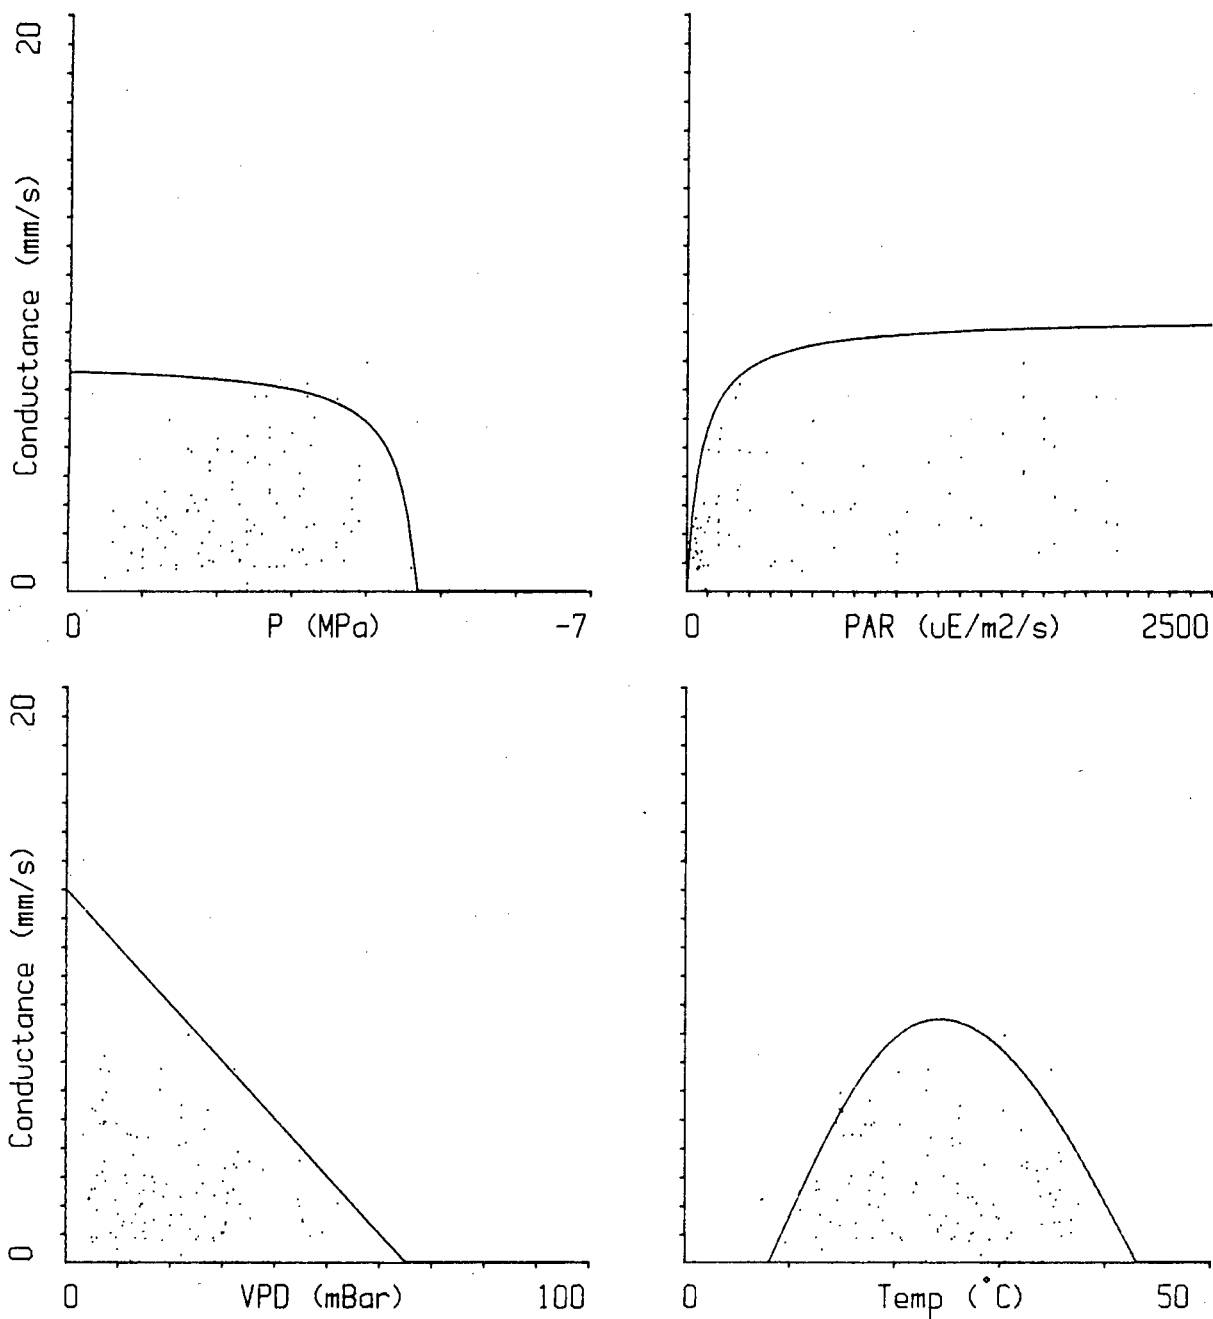 20
Conductance (mm/s)
0
0 P (MPa) -7
0 PAR (uE/m2/s) 2500
20
Conductance (mm/s)
0
0 VPD (mBar) 100
0 Temp (°C) 50